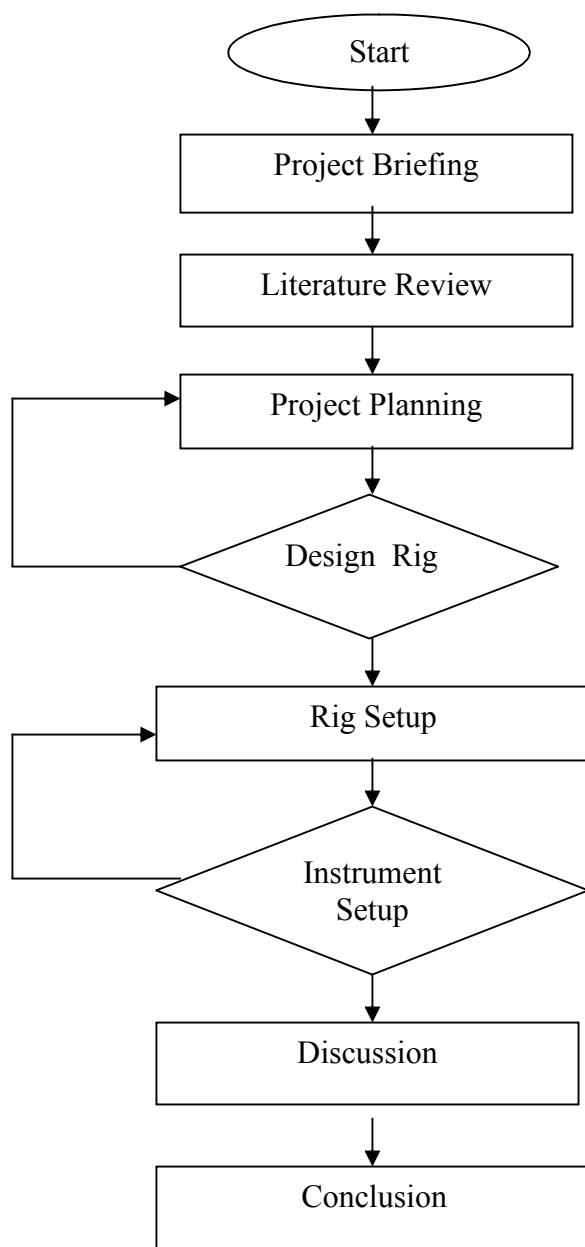 Start
Project Briefing
Literature Review
Project Planning
Design  Rig
Rig Setup
Instrument
Setup
Discussion
Conclusion